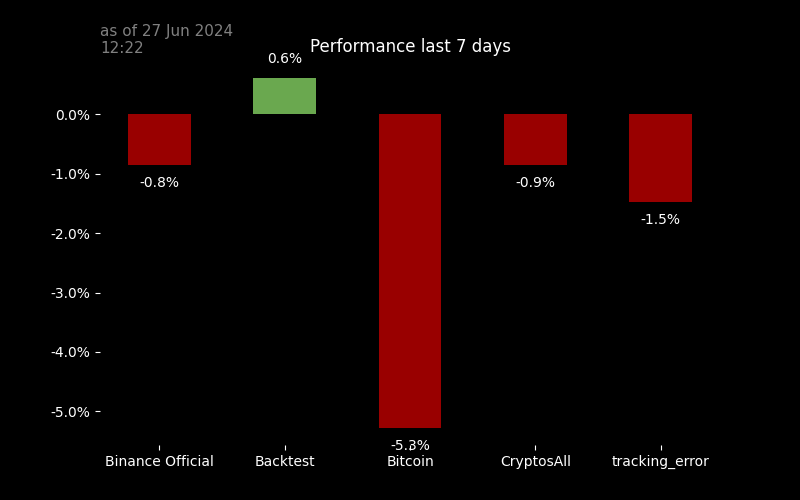 as of 27 Jun 2024
12:22
Performance last 7 days
0.6%
0.0%
-1.0%
-2.0%
-3.0%
-4.0%
-5.0%
-0.8%
-0.9%
-1.5%
-5.3%
Binance Official
Backtest
Bitcoin
CryptosAll
tracking_error